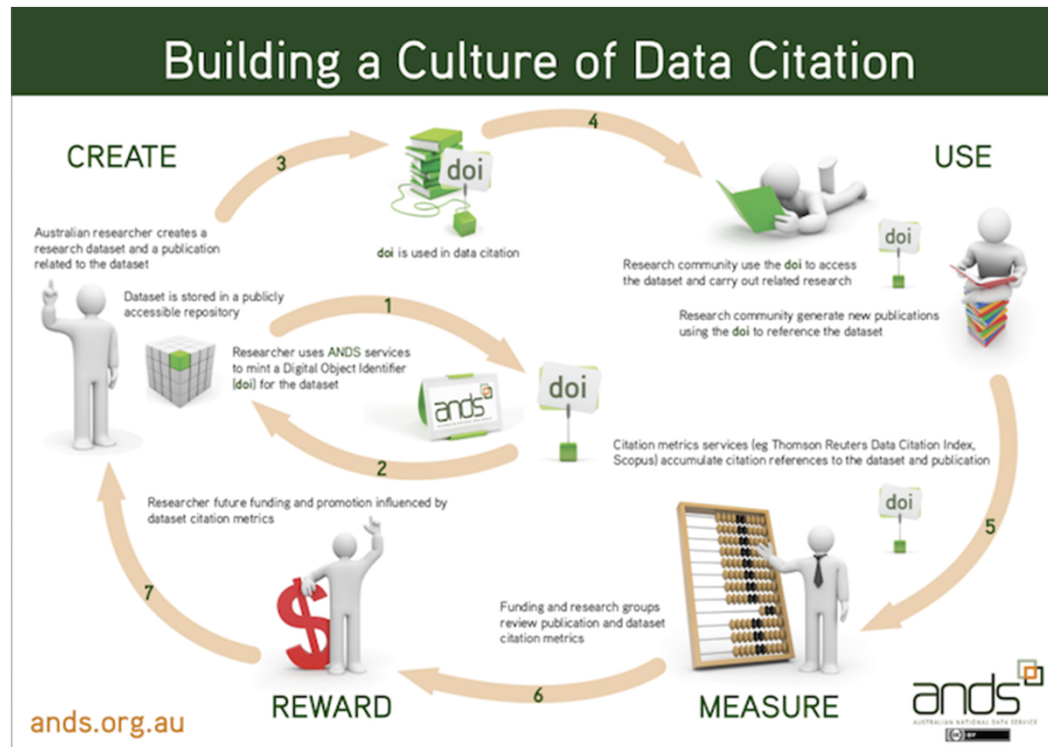 Building a Culture of Data Citation
CREATE
3
doi
4
USE
Australian researcher creates a
research dataset and a publication
related to the dataset
doi is used in data citation
doi
Research community use the doi to access
the dataset and carry out related research
Dataset is stored in a publicly
accessible repository
1
Research community generate new publications
using the doi to reference the dataset
Researcher uses ANDS services
to mint a Digital Object Identifier
(doi) for the dataset
ands
doi
2
Citation metrics services (eg Thomson Reuters Data Citation Index,
Scopus) accumulate citation references to the dataset and publication
Researcher future funding and promotion influenced by
dataset citation metrics
doi
5
7
$
Funding and research groups
review publication and dataset
citation metrics
6
REWARD
MEASURE
ands.org.au
ands
AUSTRALIAN NATIONAL DATA SERVICE
cc BY